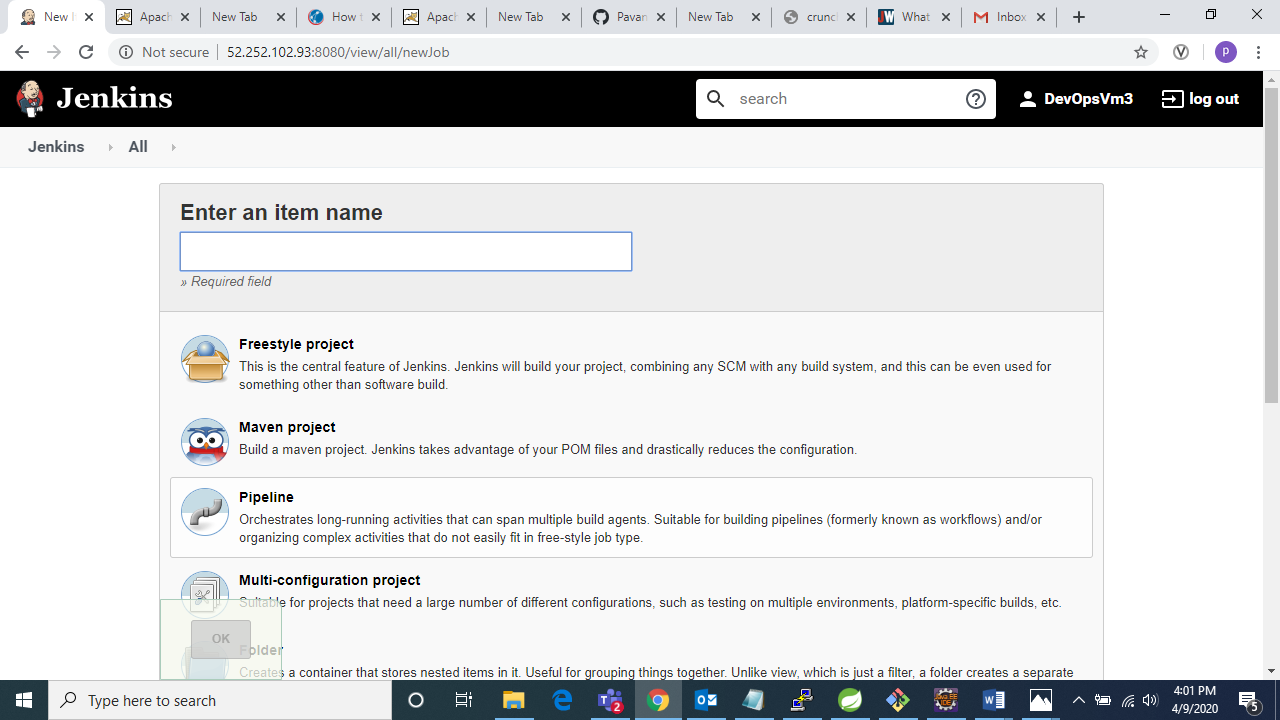 New I
Apach
New Tab
How t
Apac
New Tab
Pavan
New Tab
crunc
What
Inbox
Not secure
52.252.102.93:8080/view/all/newJob
p
Jenkins
search
DevOpsVm3
log out
Jenkins
All
Enter an item name
» Required field
Freestyle project
This is the central feature of Jenkins. Jenkins will build your project, combining any SCM with any build system, and this can be even used for
something other than software build.
Maven project
Build a maven project. Jenkins takes advantage of your POM files and drastically reduces the configuration.
Pipeline
Orchestrates long-running activities that can span multiple build agents. Suitable for building pipelines (formerly known as workflows) and/or
organizing complex activities that do not easily fit in free-style job type.
Multi-configuration project
Suitable for projects that need a large number of different configurations, such as testing on multiple environments, platform-specific builds, etc.
OK
Folder
Creates a container that stores nested items in it. Useful for grouping things together. Unlike view, which is just a filter, a folder creates a separate
Type here to search
2
4:01 PM
4/9/2020
5